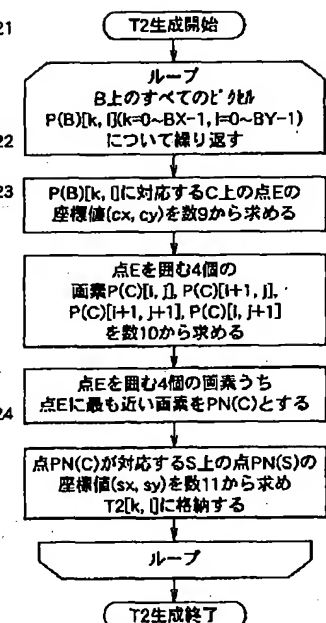 21
T2生成開始
ループ
B上のすべてのピクセル
P(B)[k, l](k=0~BX-1, l=0~BY-1)
について繰り返す
22
23
P(B)[k, l]に対応するC上の点Eの
座標値(cx, cy)を数9から求める
点Eを囲む4個の
画素P(C)[i, j], P(C)[i+1, j],
P(C)[i+1, j+1], P(C)[i, j+1]
を数10から求める
点Eを囲む4個の画素うち
点Eに最も近い画素をPN(C)とする
24
点PN(C)が対応するS上の点PN(S)の
座標値(sx, sy)を数11から求め
T2[k, l]に格納する
ループ
T2生成終了